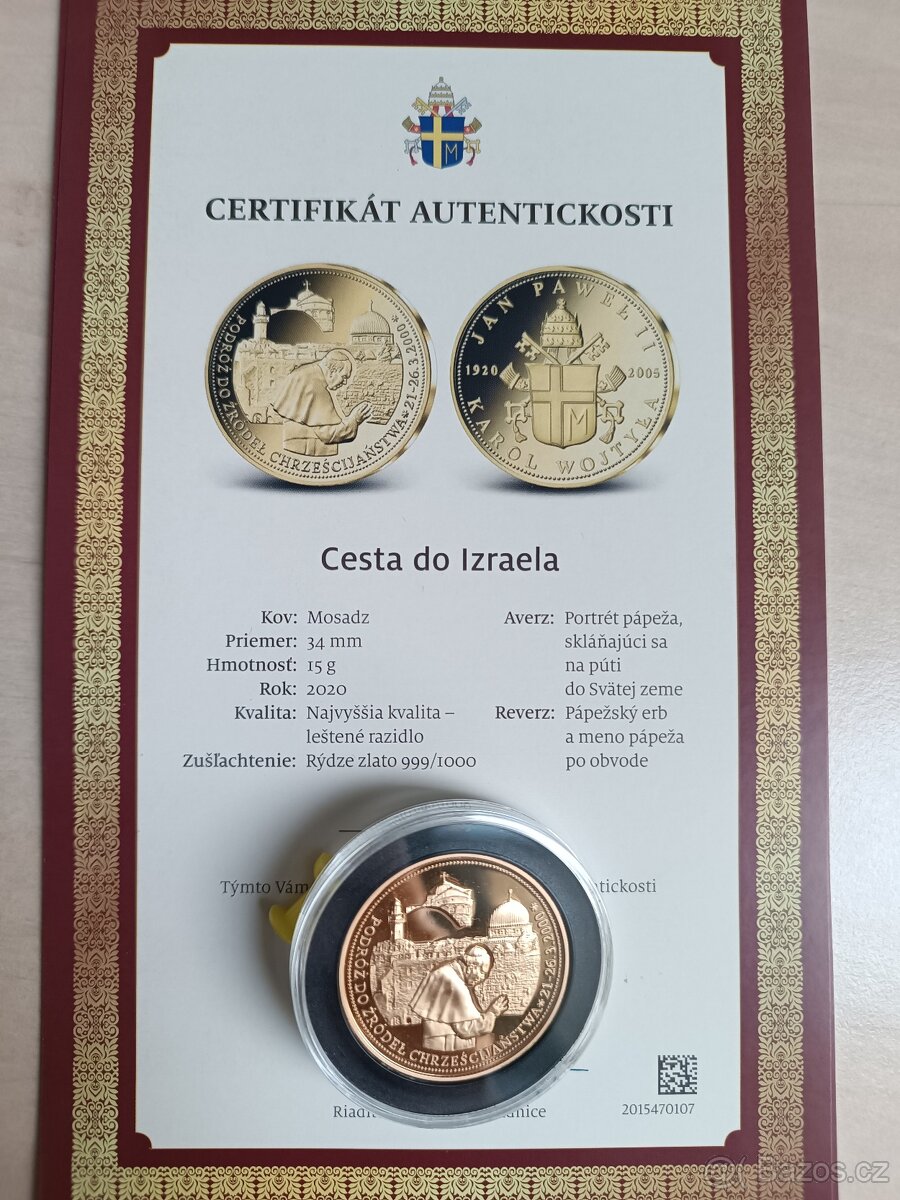 CERTIFIKÁT AUTENTICKOSTI
PODRÓŻ DO ŹRÓDEŁ CHRZEŚCIJAŃSTWA*21-26.3.2000*
JAN PAWEŁ II
1920 2005
KAROL WOJTYŁA
M
M
Cesta do Izraela
Kov: Mosadz
Priemer: 34 mm
Hmotnosť: 15 g
Rok: 2020
Kvalita: Najvyššia kvalita –
leštené razidlo
Zušľachtenie: Rýdze zlato 999/1000
Averz: Portrét pápeža,
skláňajúci sa
na púti
do Svätej zeme
Reverz: Pápežský erb
a meno pápeža
po obvode
Týmto
PODRÓŻ DO ŹRÓDEŁ CHRZEŚCIJAŃSTWA*21-26.3.2000*
2015470107
Bazos.cz